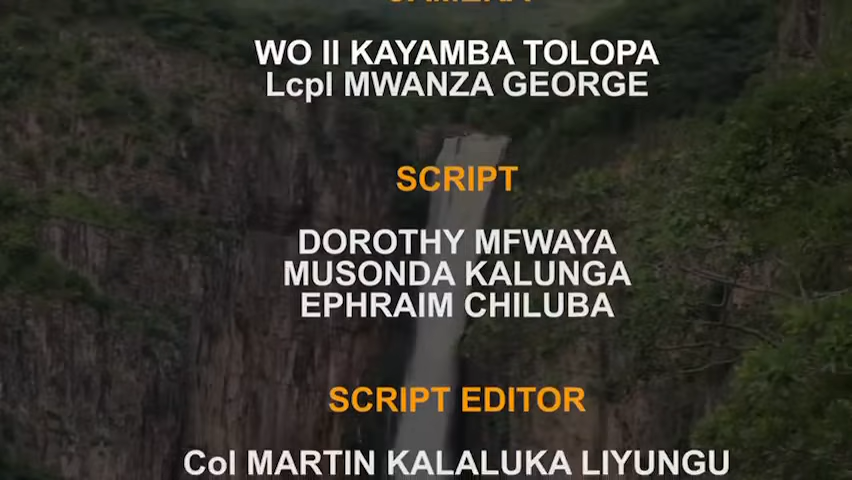 CAMERA
WO II KAYAMBA TOLOPA
Lcpl MWANZA GEORGE
SCRIPT
DOROTHY MFWAYA
MUSONDA KALUNGA
EPHRAIM CHILUBA
SCRIPT EDITOR
Col MARTIN KALALUKA LIYUNGU